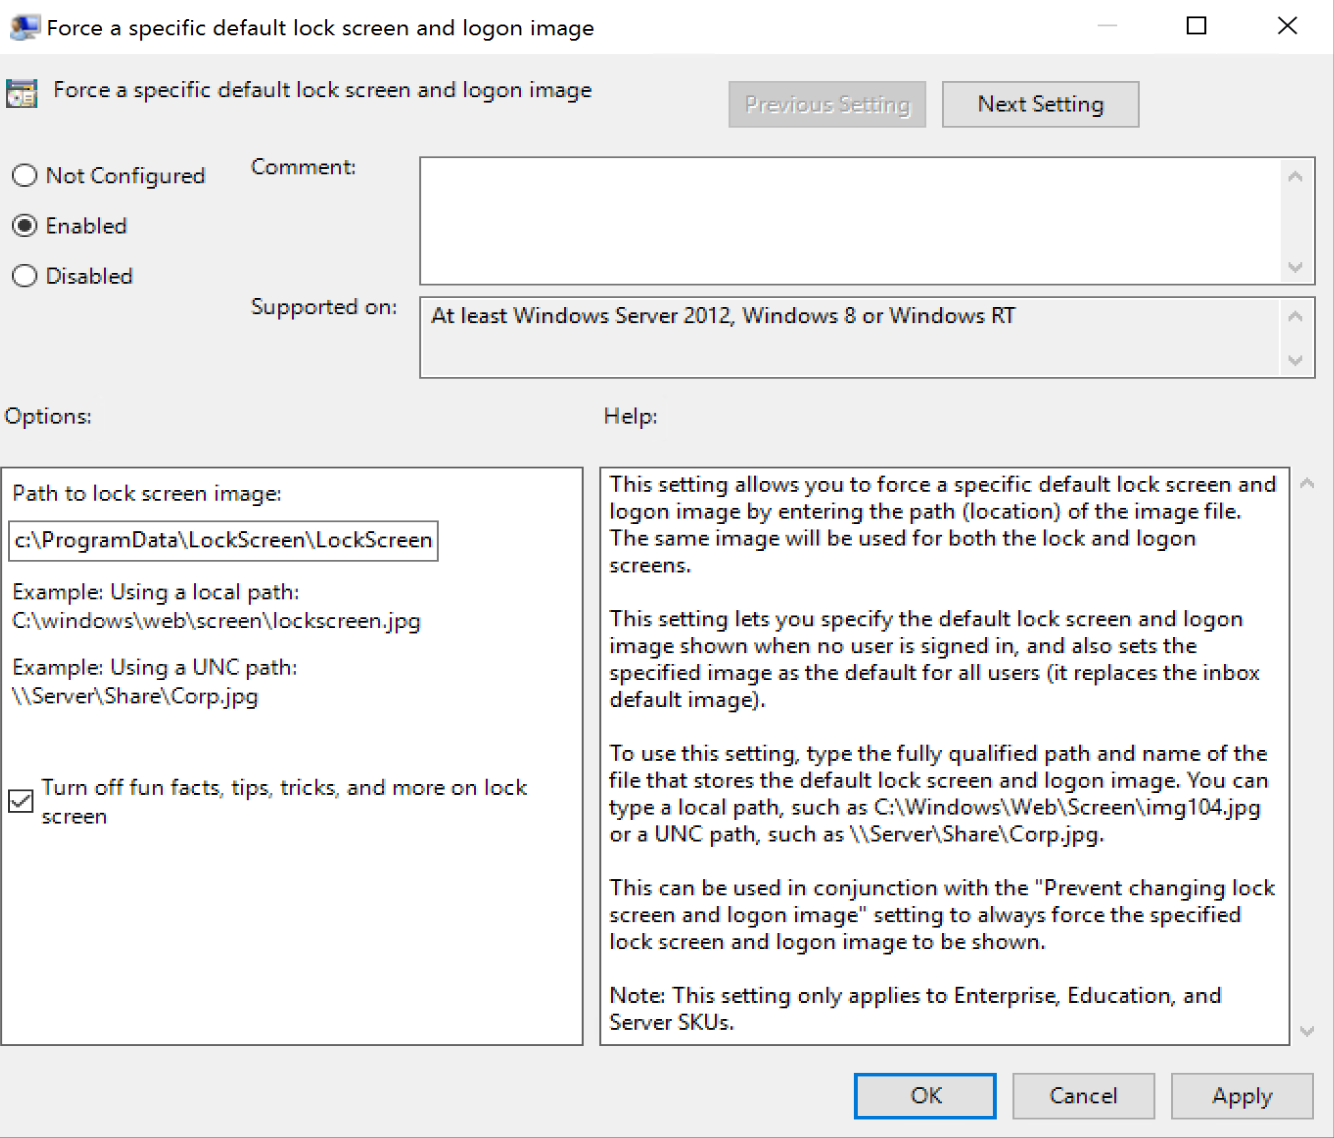 Force a specific default lock screen and logon image
Force a specific default lock screen and logon image
Previous Setting
Next Setting
Not Configured
Enabled
Disabled
Comment:
Supported on:
At least Windows Server 2012, Windows 8 or Windows RT
Options:
Help:
Path to lock screen image:
c:\ProgramData\LockScreen\LockScreen
Example: Using a local path:
C:\windows\web\screen\lockscreen.jpg
Example: Using a UNC path:
\\Server\Share\Corp.jpg
Turn off fun facts, tips, tricks, and more on lock
screen
This setting allows you to force a specific default lock screen and
logon image by entering the path (location) of the image file.
The same image will be used for both the lock and logon
screens.
This setting lets you specify the default lock screen and logon
image shown when no user is signed in, and also sets the
specified image as the default for all users (it replaces the inbox
default image).
To use this setting, type the fully qualified path and name of the
file that stores the default lock screen and logon image. You can
type a local path, such as C:\Windows\Web\Screen\img104.jpg
or a UNC path, such as \\Server\Share\Corp.jpg.
This can be used in conjunction with the "Prevent changing lock
screen and logon image" setting to always force the specified
lock screen and logon image to be shown.
Note: This setting only applies to Enterprise, Education, and
Server SKUs.
OK
Cancel
Apply